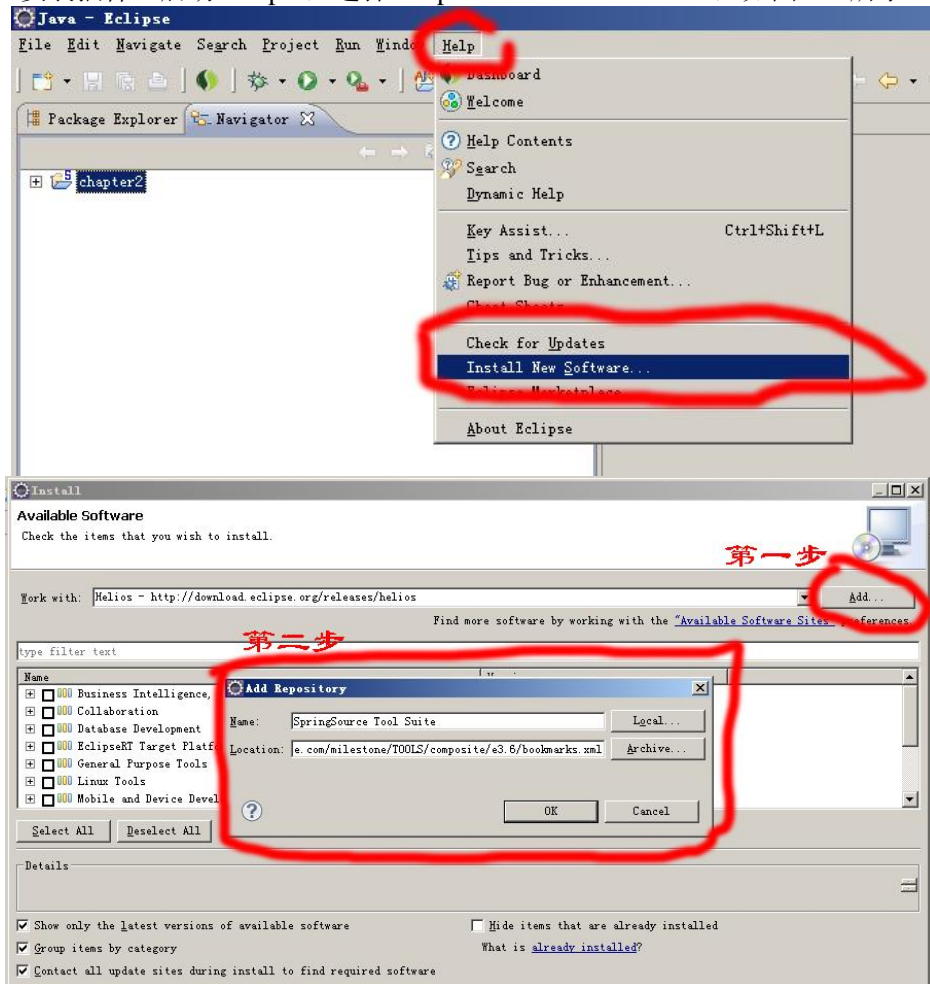 Java - Eclipse
File Edit Navigate Search Project Run Window Help
Dashboard
Welcome
Package Explorer Navigator
Help Contents
Search
chapter2
Dynamic Help
Key Assist... Ctrl+Shift+L
Tips and Tricks...
Report Bug or Enhancement...
Cheat Sheets...
Check for Updates
Install New Software...
Eclipse Marketplace...
About Eclipse
Install
Available Software
Check the items that you wish to install.
第一步
Work with: Helios - http://download.eclipse.org/releases/helios Add...
Find more software by working with the "Available Software Sites" preferences.
第二步
type filter text
Name
Business Intelligence,
Collaboration
Database Development
EclipseRT Target Platf
General Purpose Tools
Linux Tools
Mobile and Device Devel
Add Repository
Name: SpringSource Tool Suite Local...
Location: e.com/milestone/TOOLS/composite/e3.6/bookmarks.xml Archive...
OK Cancel
Select All Deselect All
Details
Show only the latest versions of available software Hide items that are already installed
Group items by category What is already installed?
Contact all update sites during install to find required software